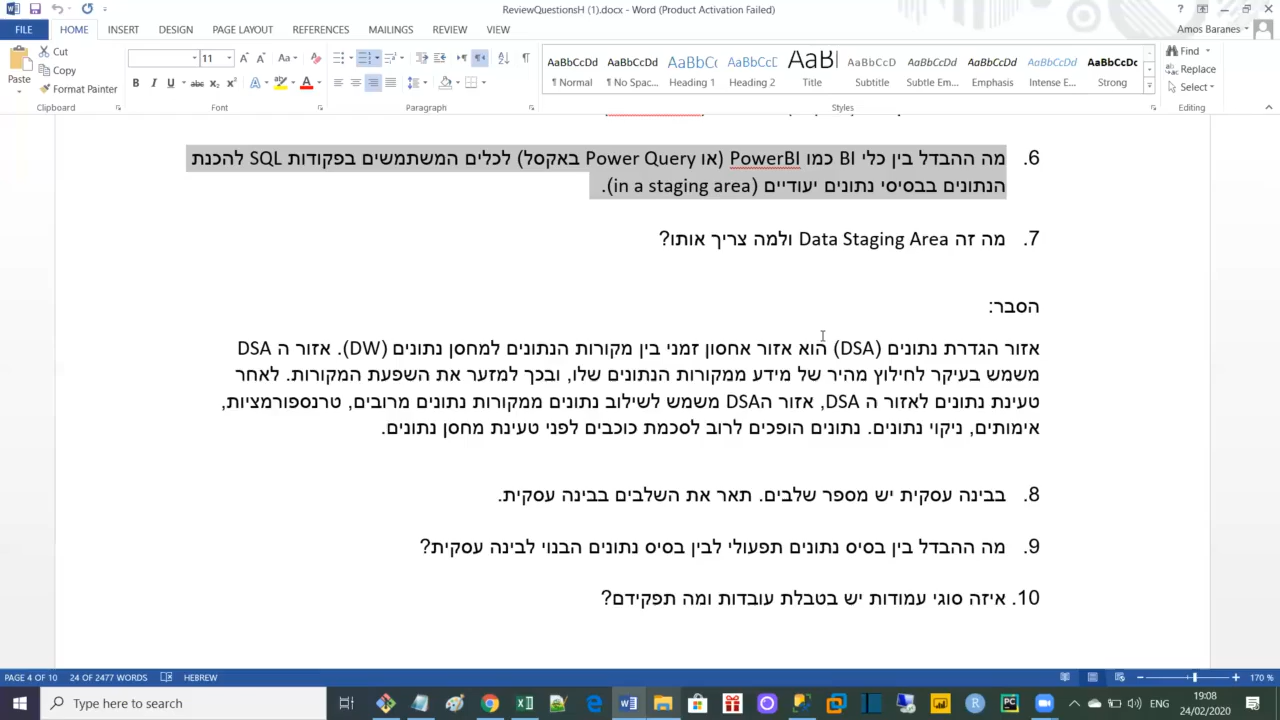 ReviewQuestionsH (1).docx - Word (Product Activation Failed)
FILE HOME INSERT DESIGN PAGE LAYOUT REFERENCES MAILINGS REVIEW VIEW
Amos Baranes
Paste
Cut
Copy
Format Painter
11
AaBbCcDd ¶ Normal
AaBbCcDd ¶ No Spac...
AaBbCc Heading 1
AaBbCcC Heading 2
AaBl Title
AaBbCcD Subtitle
AaBbCcDd Subtle Em...
AaBbCcDd Emphasis
AaBbCcDd Intense E...
AaBbCcDc Strong
Find
Replace
Select
Clipboard Font Paragraph Styles Editing
6. מה ההבדל בין כלי BI כמו PowerBI (או Power Query באקסל) לכלים המשתמשים בפקודות SQL להכנת
הנתונים בבסיסי נתונים יעודיים (in a staging area).
7. מה זה Data Staging Area ולמה צריך אותו?
הסבר:
אזור הגדרת נתונים (DSA) הוא אזור אחסון זמני בין מקורות הנתונים למחסן נתונים (DW). אזור ה DSA
משמש בעיקר לחילוץ מהיר של מידע ממקורות הנתונים שלו, ובכך למזער את השפעת המקורות. לאחר
טעינת נתונים לאזור ה DSA, אזור הDSA משמש לשילוב נתונים ממקורות נתונים מרובים, טרנספורמציות,
אימותים, ניקוי נתונים. נתונים הופכים לרוב לסכמת כוכבים לפני טעינת מחסן נתונים.
8. בבינה עסקית יש מספר שלבים. תאר את השלבים בבינה עסקית.
9. מה ההבדל בין בסיס נתונים תפעולי לבין בסיס נתונים הבנוי לבינה עסקית?
10. איזה סוגי עמודות יש בטבלת עובדות ומה תפקידם?
PAGE 4 OF 10 24 OF 2477 WORDS HEBREW 170 %
Type here to search
ENG
19:08
24/02/2020